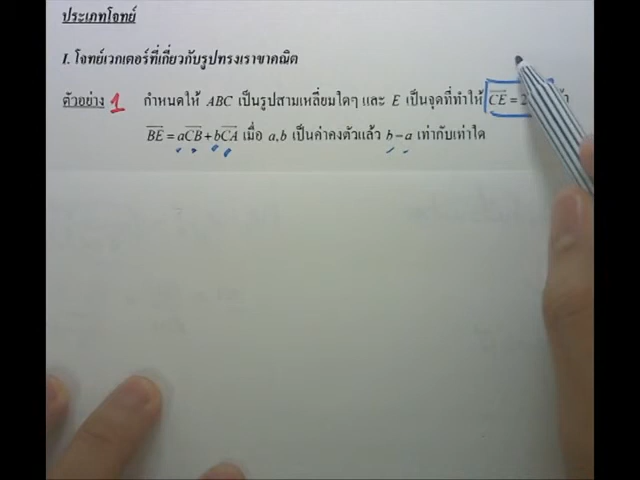 ประเภทโจทย์
I. โจทย์เวกเตอร์ที่เกี่ยวกับรูปทรงเราขาคณิต
ตัวอย่าง 1 กำหนดให้ ABC เป็นรูปสามเหลี่ยมใดๆ และ E เป็นจุดที่ทำให้ CE = 2
BE = aCB + bCA เมื่อ a,b เป็นค่าคงตัวแล้ว b – a เท่ากับเท่าใด